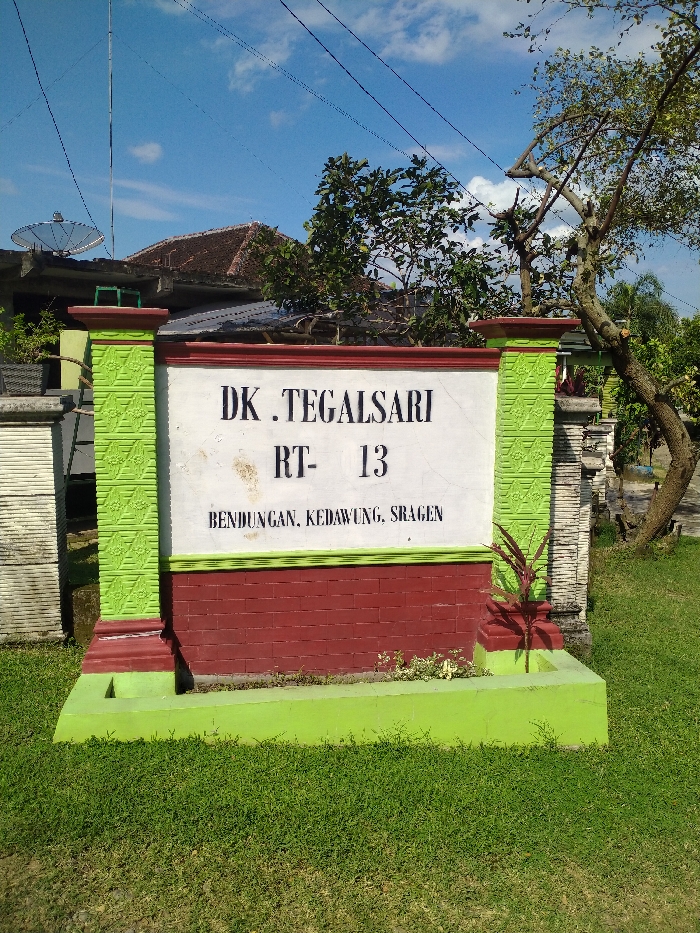 DK . TEGALSARI
RT- 13
BENDUNGAN, KEDAWUNG, SRAGEN